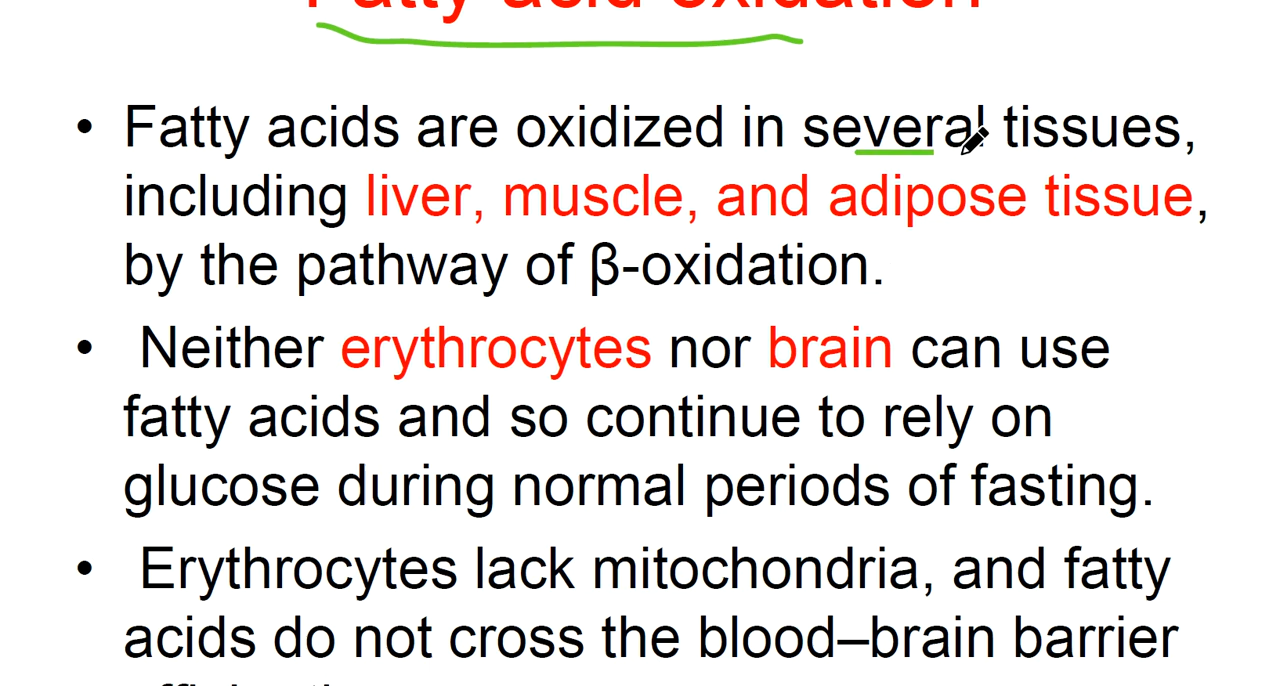 Fatty acid oxidation
• Fatty acids are oxidized in several tissues,
including liver, muscle, and adipose tissue,
by the pathway of β-oxidation.
• Neither erythrocytes nor brain can use
fatty acids and so continue to rely on
glucose during normal periods of fasting.
• Erythrocytes lack mitochondria, and fatty
acids do not cross the blood–brain barrier